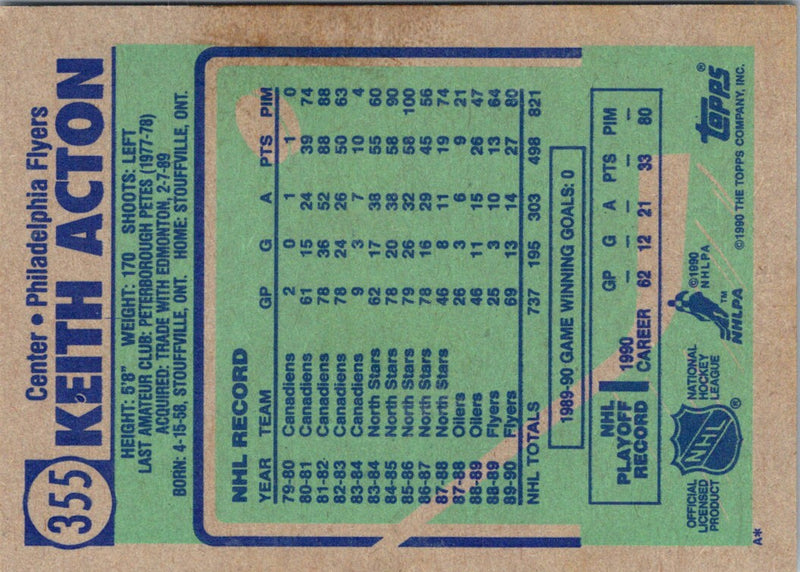 355
Center • Philadelphia Flyers
KEITH ACTON
HEIGHT: 5'8" WEIGHT: 170 SHOOTS: LEFT
LAST AMATEUR CLUB: PETERBOROUGH PETES (1977-78)
ACQUIRED: TRADE WITH EDMONTON, 2-7-89
BORN: 4-15-58, STOUFFVILLE, ONT. HOME: STOUFFVILLE, ONT.
NHL RECORD
YEAR TEAM GP G A PTS PIM
79-80 Canadiens 2 0 1 1 0
80-81 Canadiens 61 15 24 39 74
81-82 Canadiens 78 36 52 88 88
82-83 Canadiens 78 24 26 50 63
83-84 Canadiens 9 3 7 10 4
83-84 North Stars 62 17 38 55 60
84-85 North Stars 78 20 38 58 90
85-86 North Stars 79 26 32 58 100
86-87 North Stars 78 16 29 45 56
87-88 North Stars 46 8 11 19 74
87-88 Oilers 26 3 6 9 21
88-89 Oilers 46 11 15 26 47
88-89 Flyers 25 3 10 13 64
89-90 Flyers 69 13 14 27 80
NHL TOTALS 737 195 303 498 821
1989-90 GAME WINNING GOALS: 0
NHL PLAYOFF RECORD
GP G A PTS PIM
1990 – – – – –
CAREER 62 12 21 33 80
OFFICIAL LICENSED PRODUCT
NHL ®
NATIONAL HOCKEY LEAGUE
©1990 NHLPA
NHLPA ™
topps ®
©1990 THE TOPPS COMPANY, INC.
A*